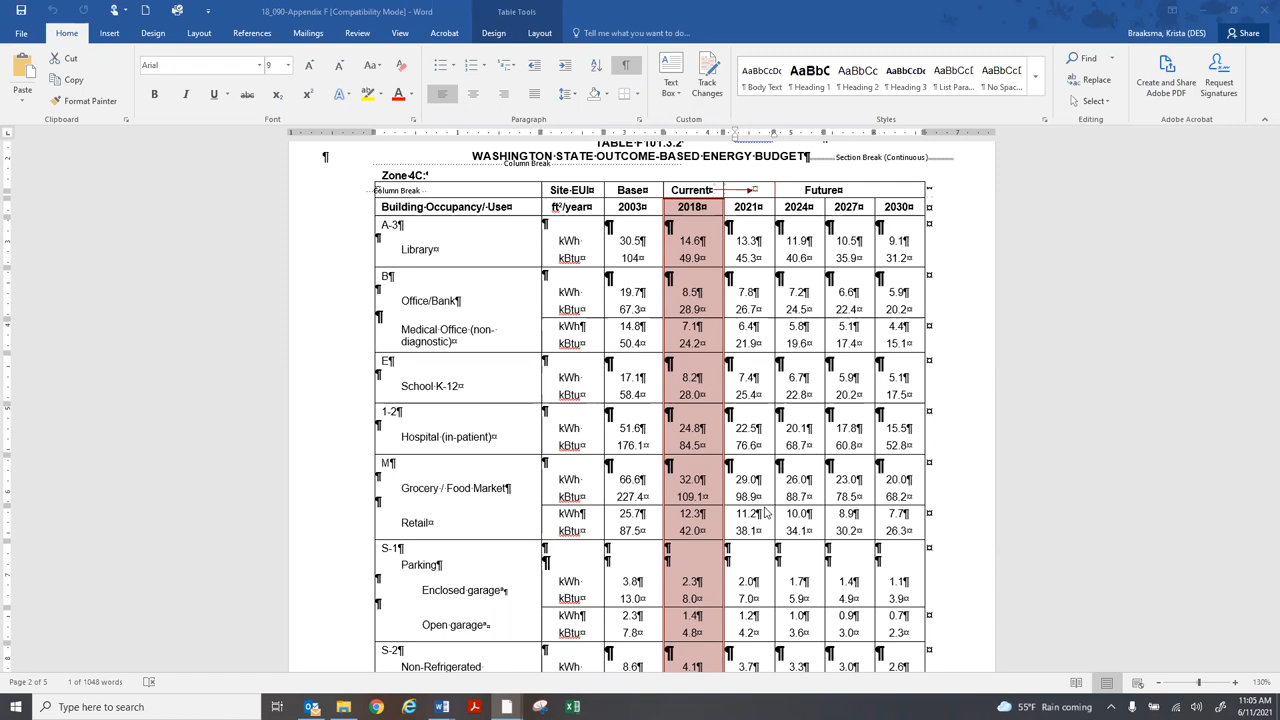 18_090-Appendix F [Compatibility Mode] - Word
Table Tools
Braaksma, Krista (DES)
File Home Insert Design Layout References Mailings Review View Acrobat Design Layout Tell me what you want to do... Share
Paste Cut Copy Format Painter
Arial 9
Text Box Track Changes
AaBbCcDc AaBbC AaBbCc AaBbCcDc AaBbCcDc AaBbCcDc
¶ Body Text ¶ Heading 1 ¶ Heading 2 ¶ Heading 3 ¶ List Para... ¶ No Spac...
Find Replace Select
Create and Share Adobe PDF Request Signatures
Clipboard Font Paragraph Custom Styles Editing Adobe Acrobat
TABLE F101.3.2
¶ WASHINGTON STATE OUTCOME-BASED ENERGY BUDGET¶ Section Break (Continuous)
Column Break
Zone 4C:
Column Break Site EUI¤ Base¤ Current¤ ¤ Future¤
Building Occupancy / Use¤ ft²/year¤ 2003¤ 2018¤ 2021¤ 2024¤ 2027¤ 2030¤
A-3¶
Library¤
kWh 30.5¶ 14.6¶ 13.3¶ 11.9¶ 10.5¶ 9.1¶
kBtu 104¤ 49.9¤ 45.3¤ 40.6¤ 35.9¤ 31.2¤
B¶
Office/Bank¶
kWh 19.7¶ 8.5¶ 7.8¶ 7.2¶ 6.6¶ 5.9¶
kBtu 67.3¤ 28.9¤ 26.7¤ 24.5¤ 22.4¤ 20.2¤
Medical Office (non-diagnostic)¤
kWh¶ 14.8¶ 7.1¶ 6.4¶ 5.8¶ 5.1¶ 4.4¶
kBtu¤ 50.4¤ 24.2¤ 21.9¤ 19.6¤ 17.4¤ 15.1¤
E¶
School K-12¤
kWh 17.1¶ 8.2¶ 7.4¶ 6.7¶ 5.9¶ 5.1¶
kBtu¤ 58.4¤ 28.0¤ 25.4¤ 22.8¤ 20.2¤ 17.5¤
1-2¶
Hospital (in-patient)¤
kWh 51.6¶ 24.8¶ 22.5¶ 20.1¶ 17.8¶ 15.5¶
kBtu¤ 176.1¤ 84.5¤ 76.6¤ 68.7¤ 60.8¤ 52.8¤
M¶
Grocery / Food Market¶
kWh 66.6¶ 32.0¶ 29.0¶ 26.0¶ 23.0¶ 20.0¶
kBtu¤ 227.4¤ 109.1¤ 98.9¤ 88.7¤ 78.5¤ 68.2¤
Retail¤
kWh¶ 25.7¶ 12.3¶ 11.2¶ 10.0¶ 8.9¶ 7.7¶
kBtu¤ 87.5¤ 42.0¤ 38.1¤ 34.1¤ 30.2¤ 26.3¤
S-1¶
Parking¶
Enclosed garageª¶
kWh 3.8¶ 2.3¶ 2.0¶ 1.7¶ 1.4¶ 1.1¶
kBtu 13.0¤ 8.0¤ 7.0¤ 5.9¤ 4.9¤ 3.9¤
Open garageª¤
kWh¶ 2.3¶ 1.4¶ 1.2¶ 1.0¶ 0.9¶ 0.7¶
kBtu¤ 7.8¤ 4.8¤ 4.2¤ 3.6¤ 3.0¤ 2.3¤
S-2¶
Non-Refrigerated kWh 8.6¶ 4.1¶ 3.7¶ 3.3¶ 3.0¶ 2.6¶
Page 2 of 5 1 of 1048 words 130%
Type here to search 55°F Rain coming 11:05 AM
6/11/2021